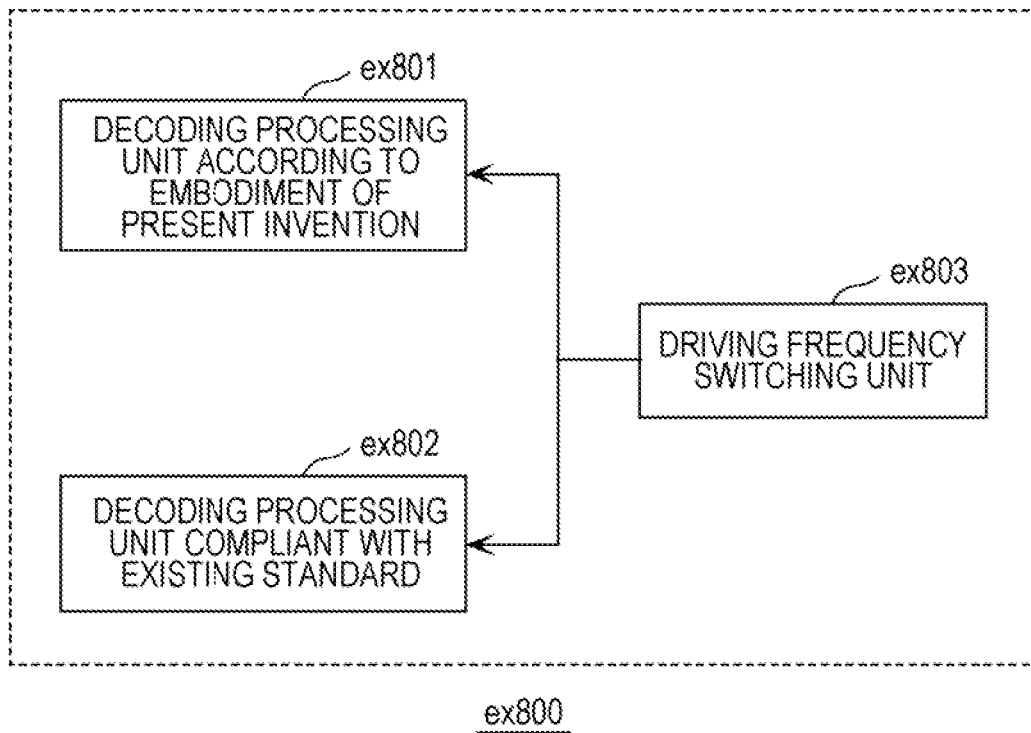 ex801
DECODING PROCESSING
UNIT ACCORDING TO
EMBODIMENT OF
PRESENT INVENTION
ex803
DRIVING FREQUENCY
SWITCHING UNIT
ex802
DECODING PROCESSING
UNIT COMPLIANT WITH
EXISTING STANDARD
ex800